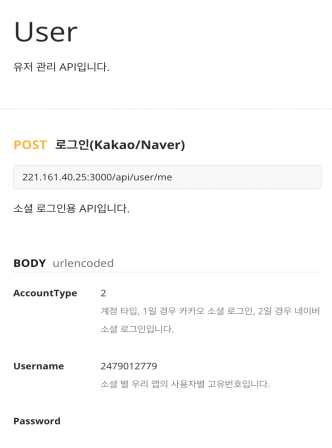 User
유저 관리 API입니다.
POST 로그인(Kakao/Naver)
221.161.40.25:3000/api/user/me
소셜 로그인용 API입니다.
BODY urlencoded
AccountType 2
계정 타입, 1일 경우 카카오 소셜 로그인, 2일 경우 네이버
소셜 로그인입니다.
Username 2479012779
소셜 별 우리 앱의 사용자별 고유번호입니다.
Password